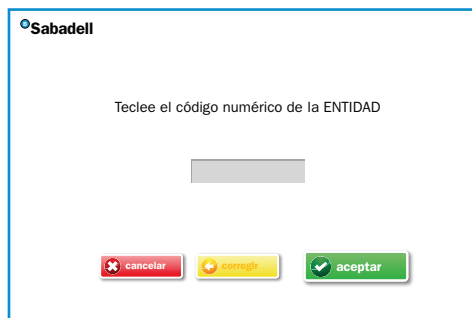 Sabadell
Teclee el código numérico de la ENTIDAD
cancelar
corregir
aceptar